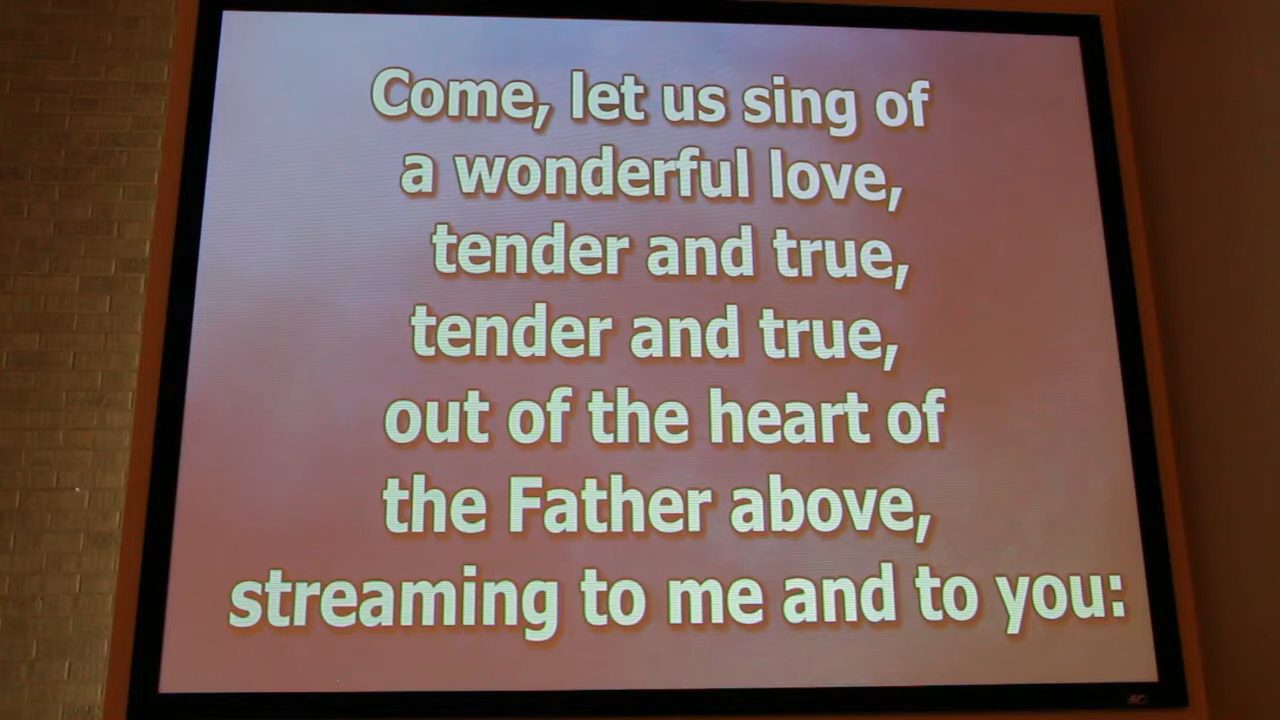 Come, let us sing of
a wonderful love,
tender and true,
tender and true,
out of the heart of
the Father above,
streaming to me and to you: